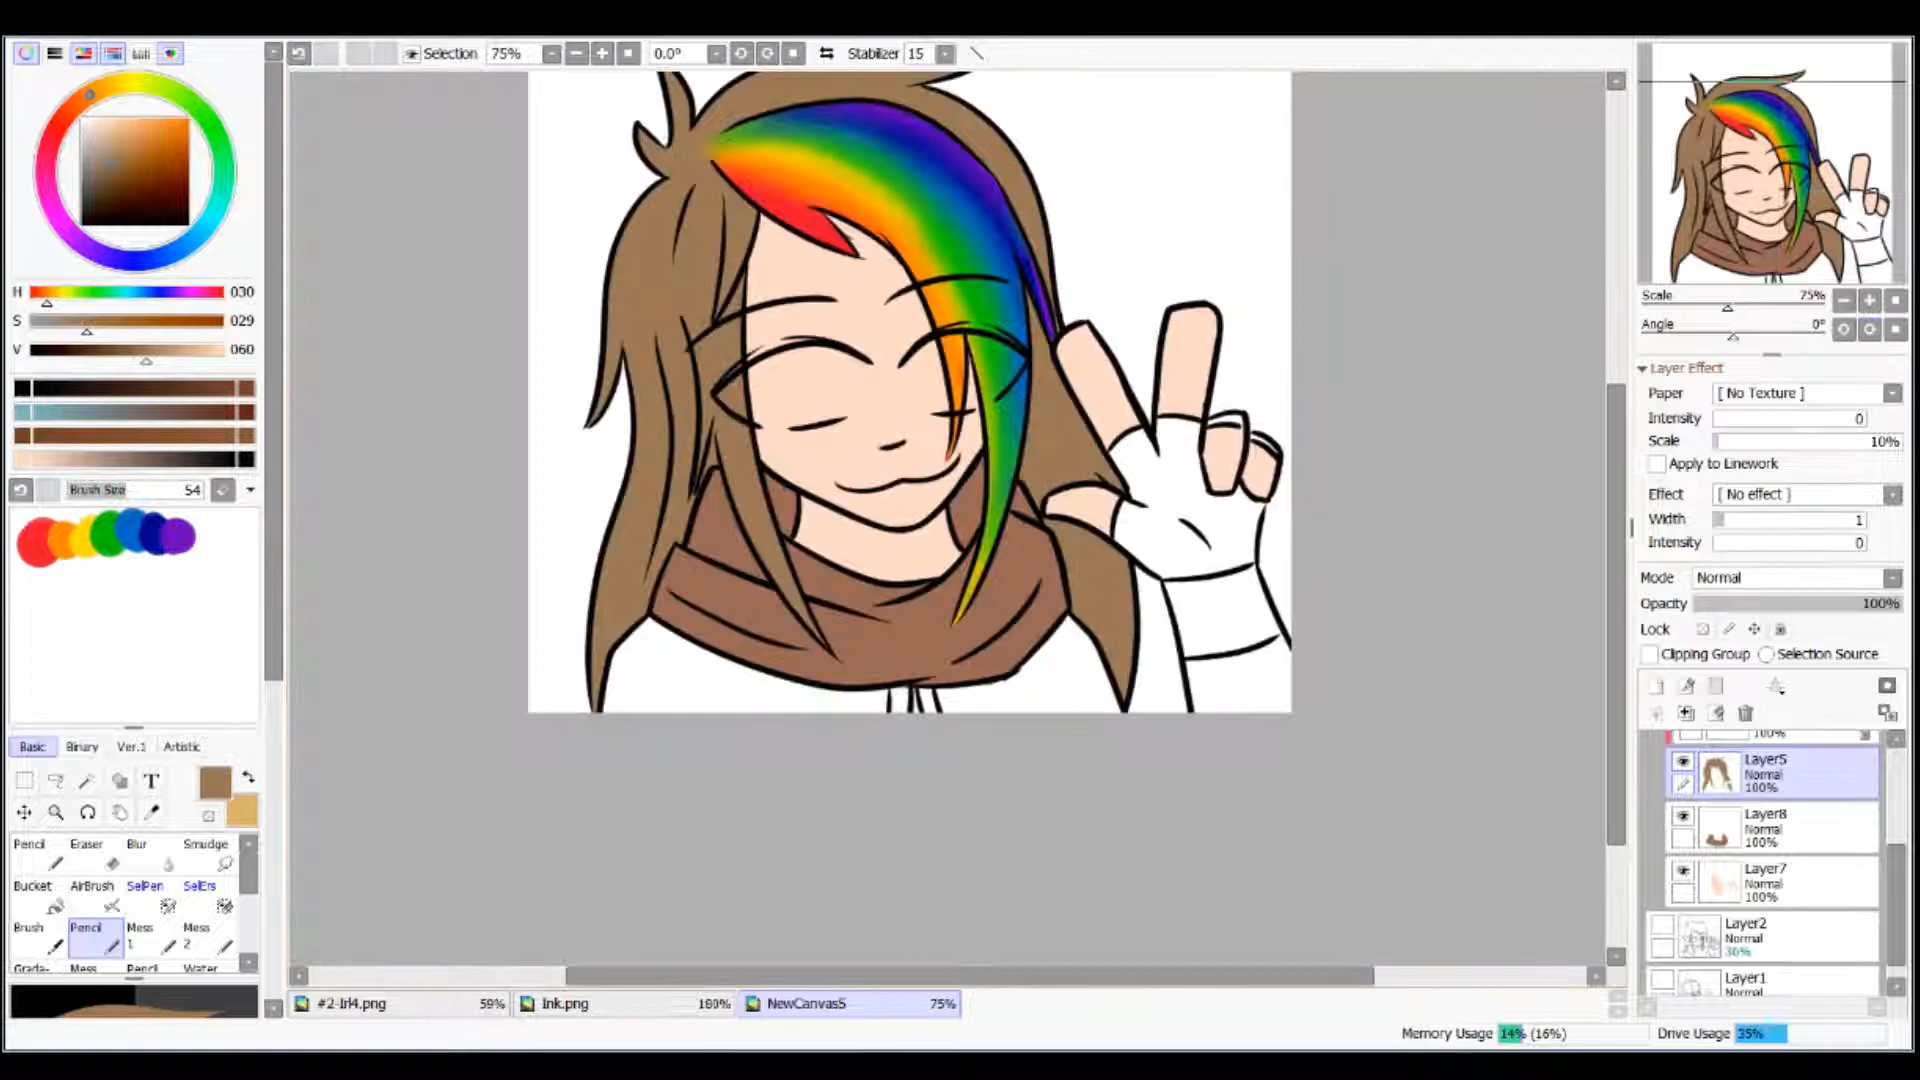 Selection 75% 0.0° Stabilizer 15
H 030
S 029
V 060
Brush Size 54
Basic Binary Ver.1 Artistic
T
Pencil Eraser Blur Smudge
Bucket AirBrush SelPen SelErs
Brush Pencil Mess 1 Mess 2
Grada- Mess Pencil Water
#2-Irl4.png 59% Ink.png 100% NewCanvas5 75%
Scale 75%
Angle 0°
Layer Effect
Paper [ No Texture ]
Intensity 0
Scale 10%
Apply to Linework
Effect [ No effect ]
Width 1
Intensity 0
Mode Normal
Opacity 100%
Lock
Clipping Group Selection Source
100%
Layer5
Normal
100%
Layer8
Normal
100%
Layer7
Normal
100%
Layer2
Normal
30%
Layer1
Normal
Memory Usage 14% (16%) Drive Usage 35%